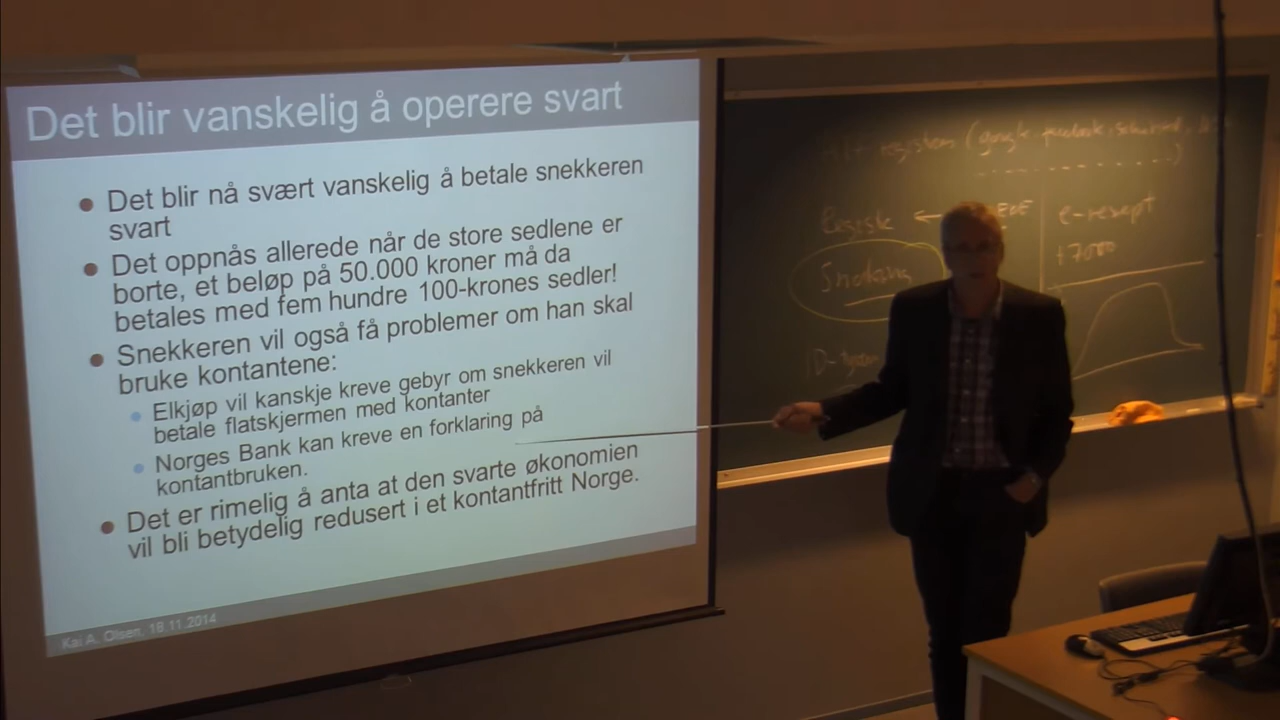 Det blir vanskelig å operere svart
Det blir nå svært vanskelig å betale snekkeren
svart
Det oppnås allerede når de store sedlene er
borte, et beløp på 50.000 kroner må da
betales med fem hundre 100-krones sedler!
Snekkeren vil også få problemer om han skal
bruke kontantene:
Elkjøp vil kanskje kreve gebyr om snekkeren vil
betale flatskjermen med kontanter
Norges Bank kan kreve en forklaring på
kontantbruken.
Det er rimelig å anta at den svarte økonomien
vil bli betydelig redusert i et kontantfritt Norge.
Kai A. Olsen, 18.11.2014
e-resept